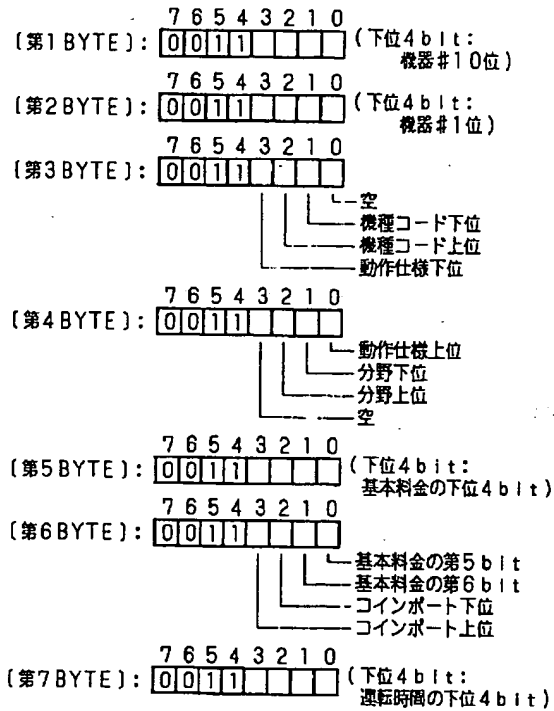 7 6 5 4 3 2 1 0
〔第1BYTE〕: 0 0 1 1 (下位4bit:
機器#10位)
7 6 5 4 3 2 1 0
〔第2BYTE〕: 0 0 1 1 (下位4bit:
機器#1位)
7 6 5 4 3 2 1 0
〔第3BYTE〕: 0 0 1 1
空
機種コード下位
機種コード上位
動作仕様下位
7 6 5 4 3 2 1 0
〔第4BYTE〕: 0 0 1 1
動作仕様上位
分野下位
分野上位
空
7 6 5 4 3 2 1 0
〔第5BYTE〕: 0 0 1 1 (下位4bit:
基本料金の下位4bit)
7 6 5 4 3 2 1 0
〔第6BYTE〕: 0 0 1 1
基本料金の第5bit
基本料金の第6bit
コインポート下位
コインポート上位
7 6 5 4 3 2 1 0
〔第7BYTE〕: 0 0 1 1 (下位4bit:
運転時間の下位4bit)